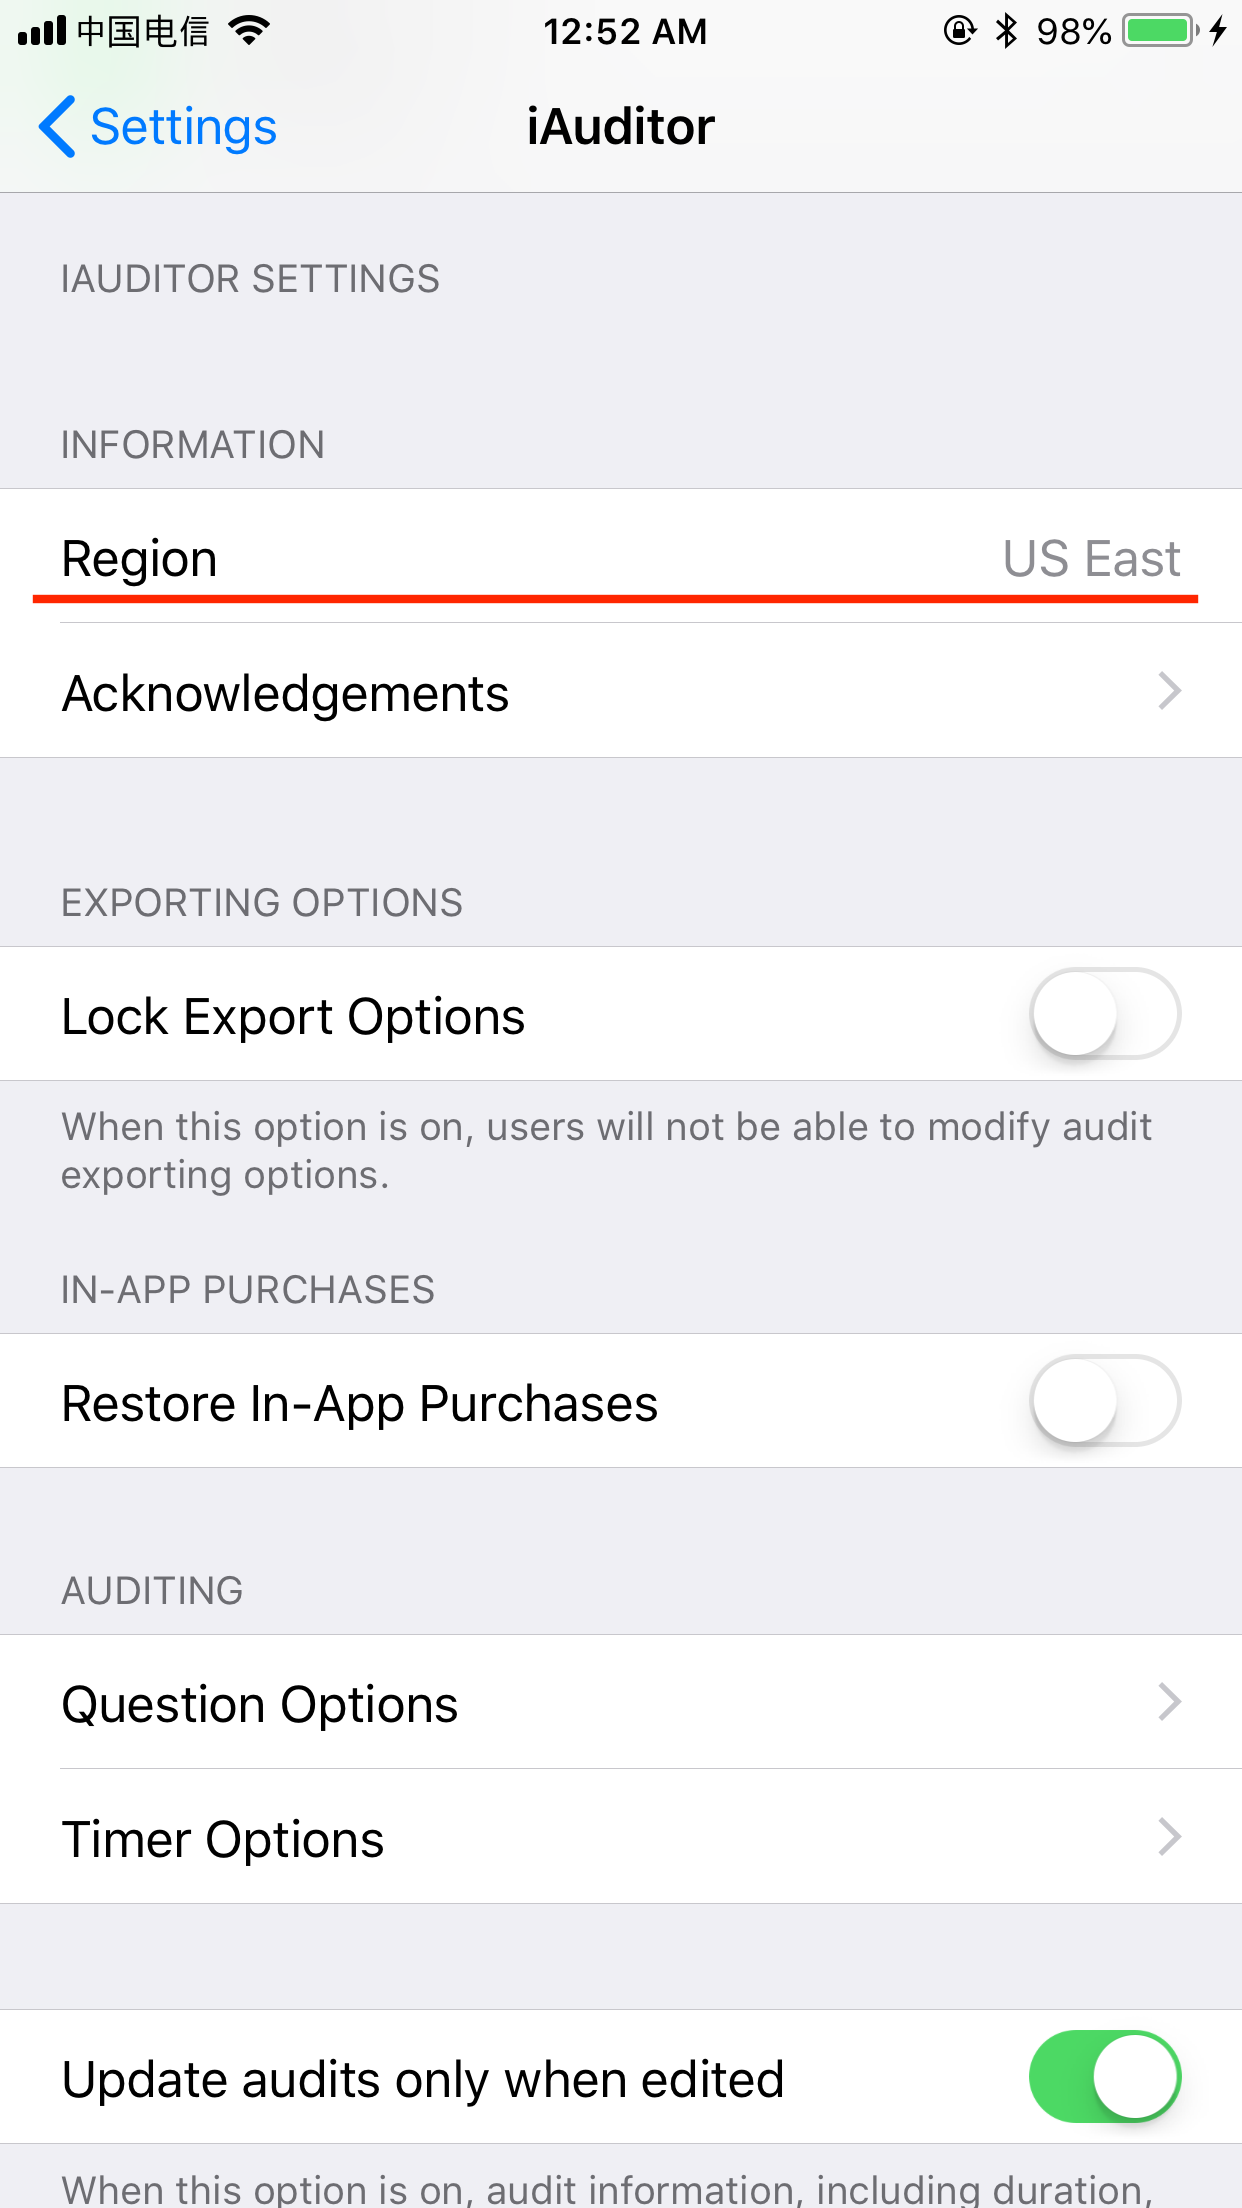 中国电信 12:52 AM 98%
Settings iAuditor
IAUDITOR SETTINGS
INFORMATION
Region US East
Acknowledgements
EXPORTING OPTIONS
Lock Export Options
When this option is on, users will not be able to modify audit
exporting options.
IN-APP PURCHASES
Restore In-App Purchases
AUDITING
Question Options
Timer Options
Update audits only when edited
When this option is on, audit information, including duration,